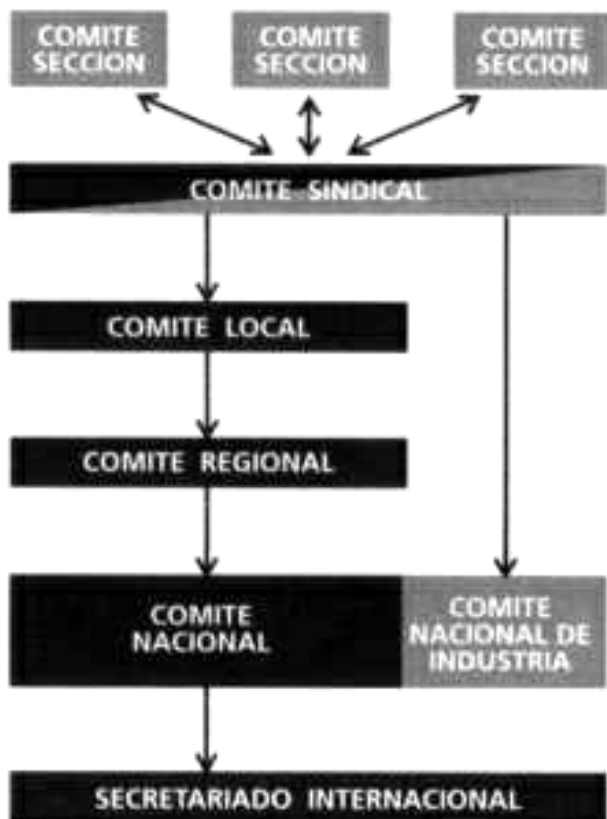 COMITE
SECCION
COMITE
SECCION
COMITE
SECCION
COMITE SINDICAL
COMITE LOCAL
COMITE REGIONAL
COMITE
NACIONAL
COMITE
NACIONAL DE
INDUSTRIA
SECRETARIADO INTERNACIONAL